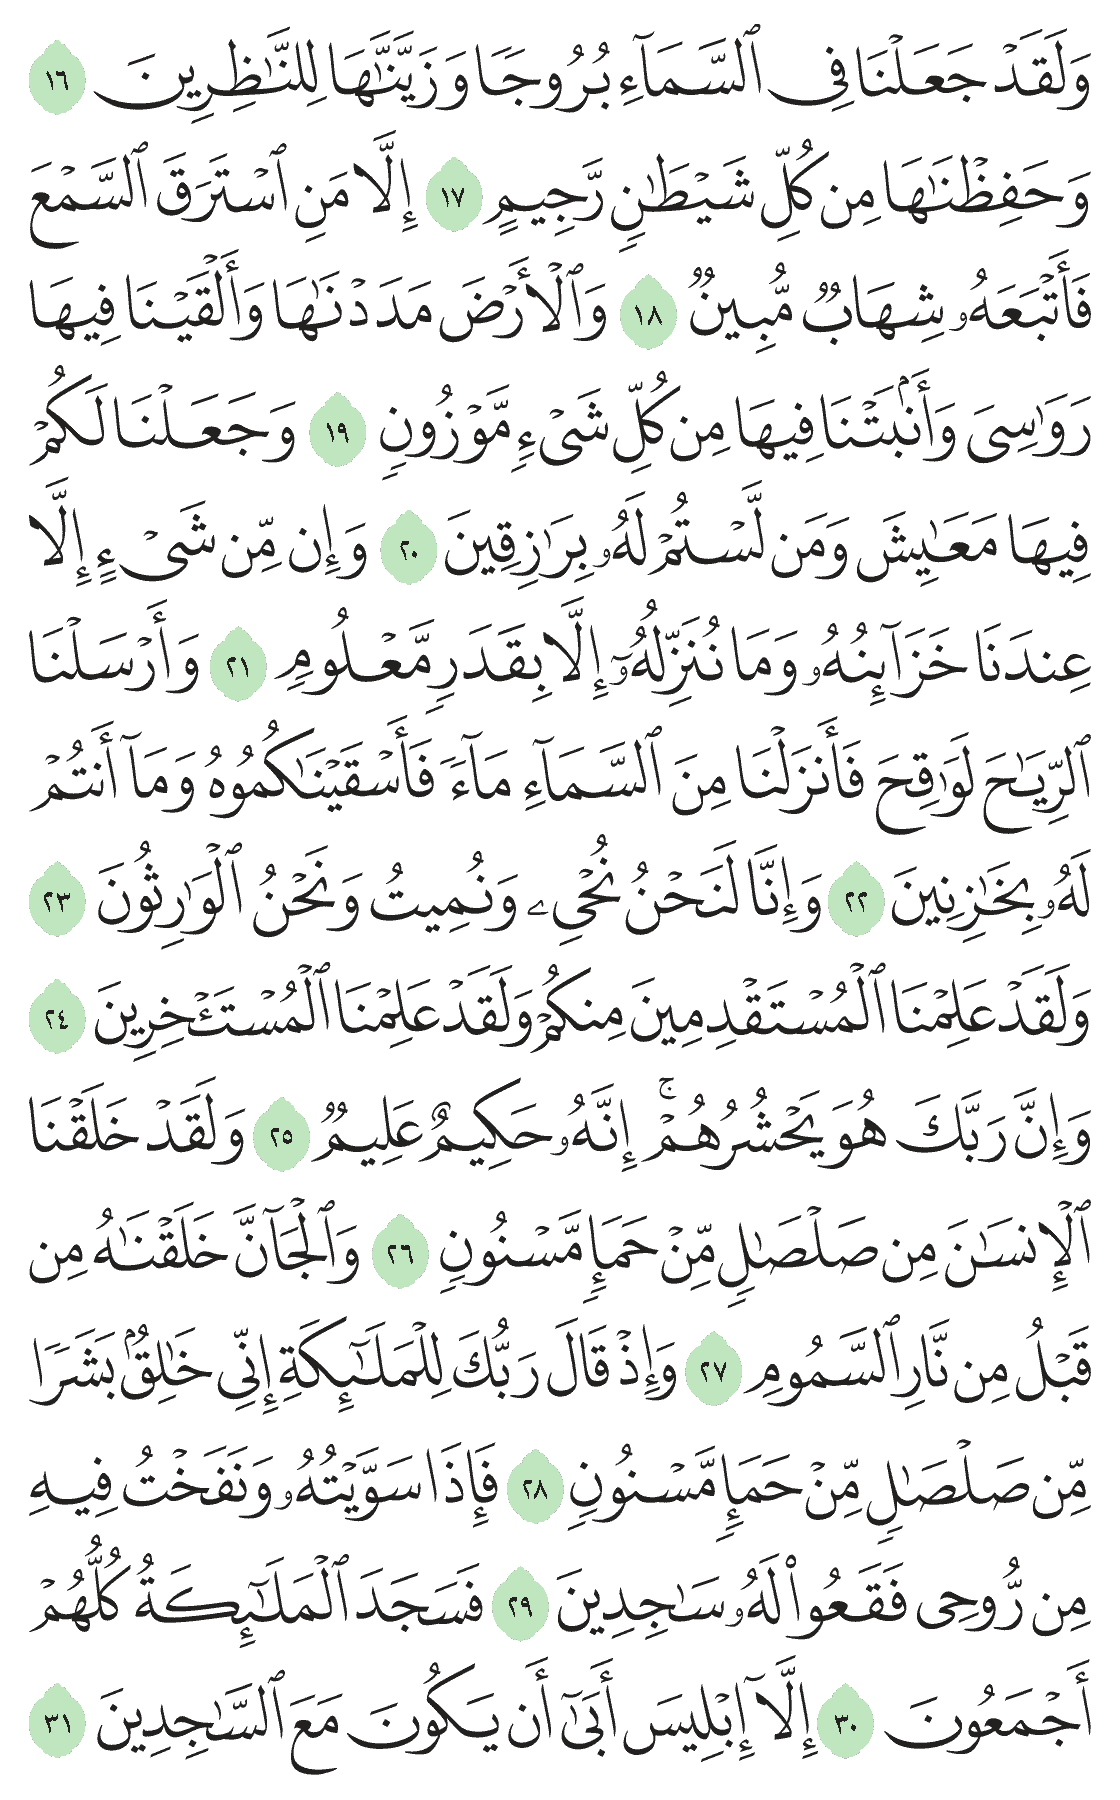 وَلَقَدۡ جَعَلۡنَا فِي ٱلسَّمَآءِ بُرُوجٗا وَزَيَّنَّٰهَا لِلنَّٰظِرِينَ ١٦
وَحَفِظۡنَٰهَا مِن كُلِّ شَيۡطَٰنٖ رَّجِيمٍ ١٧ إِلَّا مَنِ ٱسۡتَرَقَ ٱلسَّمۡعَ
فَأَتۡبَعَهُۥ شِهَابٞ مُّبِينٞ ١٨ وَٱلۡأَرۡضَ مَدَدۡنَٰهَا وَأَلۡقَيۡنَا فِيهَا
رَوَٰسِيَ وَأَنۢبَتۡنَا فِيهَا مِن كُلِّ شَيۡءٖ مَّوۡزُونٖ ١٩ وَجَعَلۡنَا لَكُمۡ
فِيهَا مَعَٰيِشَ وَمَن لَّسۡتُمۡ لَهُۥ بِرَٰزِقِينَ ٢٠ وَإِن مِّن شَيۡءٍ إِلَّا
عِندَنَا خَزَآئِنُهُۥ وَمَا نُنَزِّلُهُۥٓ إِلَّا بِقَدَرٖ مَّعۡلُومٖ ٢١ وَأَرۡسَلۡنَا
ٱلرِّيَٰحَ لَوَٰقِحَ فَأَنزَلۡنَا مِنَ ٱلسَّمَآءِ مَآءٗ فَأَسۡقَيۡنَٰكُمُوهُ وَمَآ أَنتُمۡ
لَهُۥ بِخَٰزِنِينَ ٢٢ وَإِنَّا لَنَحۡنُ نُحۡيِۦ وَنُمِيتُ وَنَحۡنُ ٱلۡوَٰرِثُونَ ٢٣
وَلَقَدۡ عَلِمۡنَا ٱلۡمُسۡتَقۡدِمِينَ مِنكُمۡ وَلَقَدۡ عَلِمۡنَا ٱلۡمُسۡتَـٔۡخِرِينَ ٢٤
وَإِنَّ رَبَّكَ هُوَ يَحۡشُرُهُمۡۚ إِنَّهُۥ حَكِيمٌ عَلِيمٞ ٢٥ وَلَقَدۡ خَلَقۡنَا
ٱلۡإِنسَٰنَ مِن صَلۡصَٰلٖ مِّنۡ حَمَإٖ مَّسۡنُونٖ ٢٦ وَٱلۡجَآنَّ خَلَقۡنَٰهُ مِن
قَبۡلُ مِن نَّارِ ٱلسَّمُومِ ٢٧ وَإِذۡ قَالَ رَبُّكَ لِلۡمَلَٰٓئِكَةِ إِنِّي خَٰلِقُۢ بَشَرٗا
مِّن صَلۡصَٰلٖ مِّنۡ حَمَإٖ مَّسۡنُونٖ ٢٨ فَإِذَا سَوَّيۡتُهُۥ وَنَفَخۡتُ فِيهِ
مِن رُّوحِي فَقَعُواْ لَهُۥ سَٰجِدِينَ ٢٩ فَسَجَدَ ٱلۡمَلَٰٓئِكَةُ كُلُّهُمۡ
أَجۡمَعُونَ ٣٠ إِلَّآ إِبۡلِيسَ أَبَىٰٓ أَن يَكُونَ مَعَ ٱلسَّٰجِدِينَ ٣١